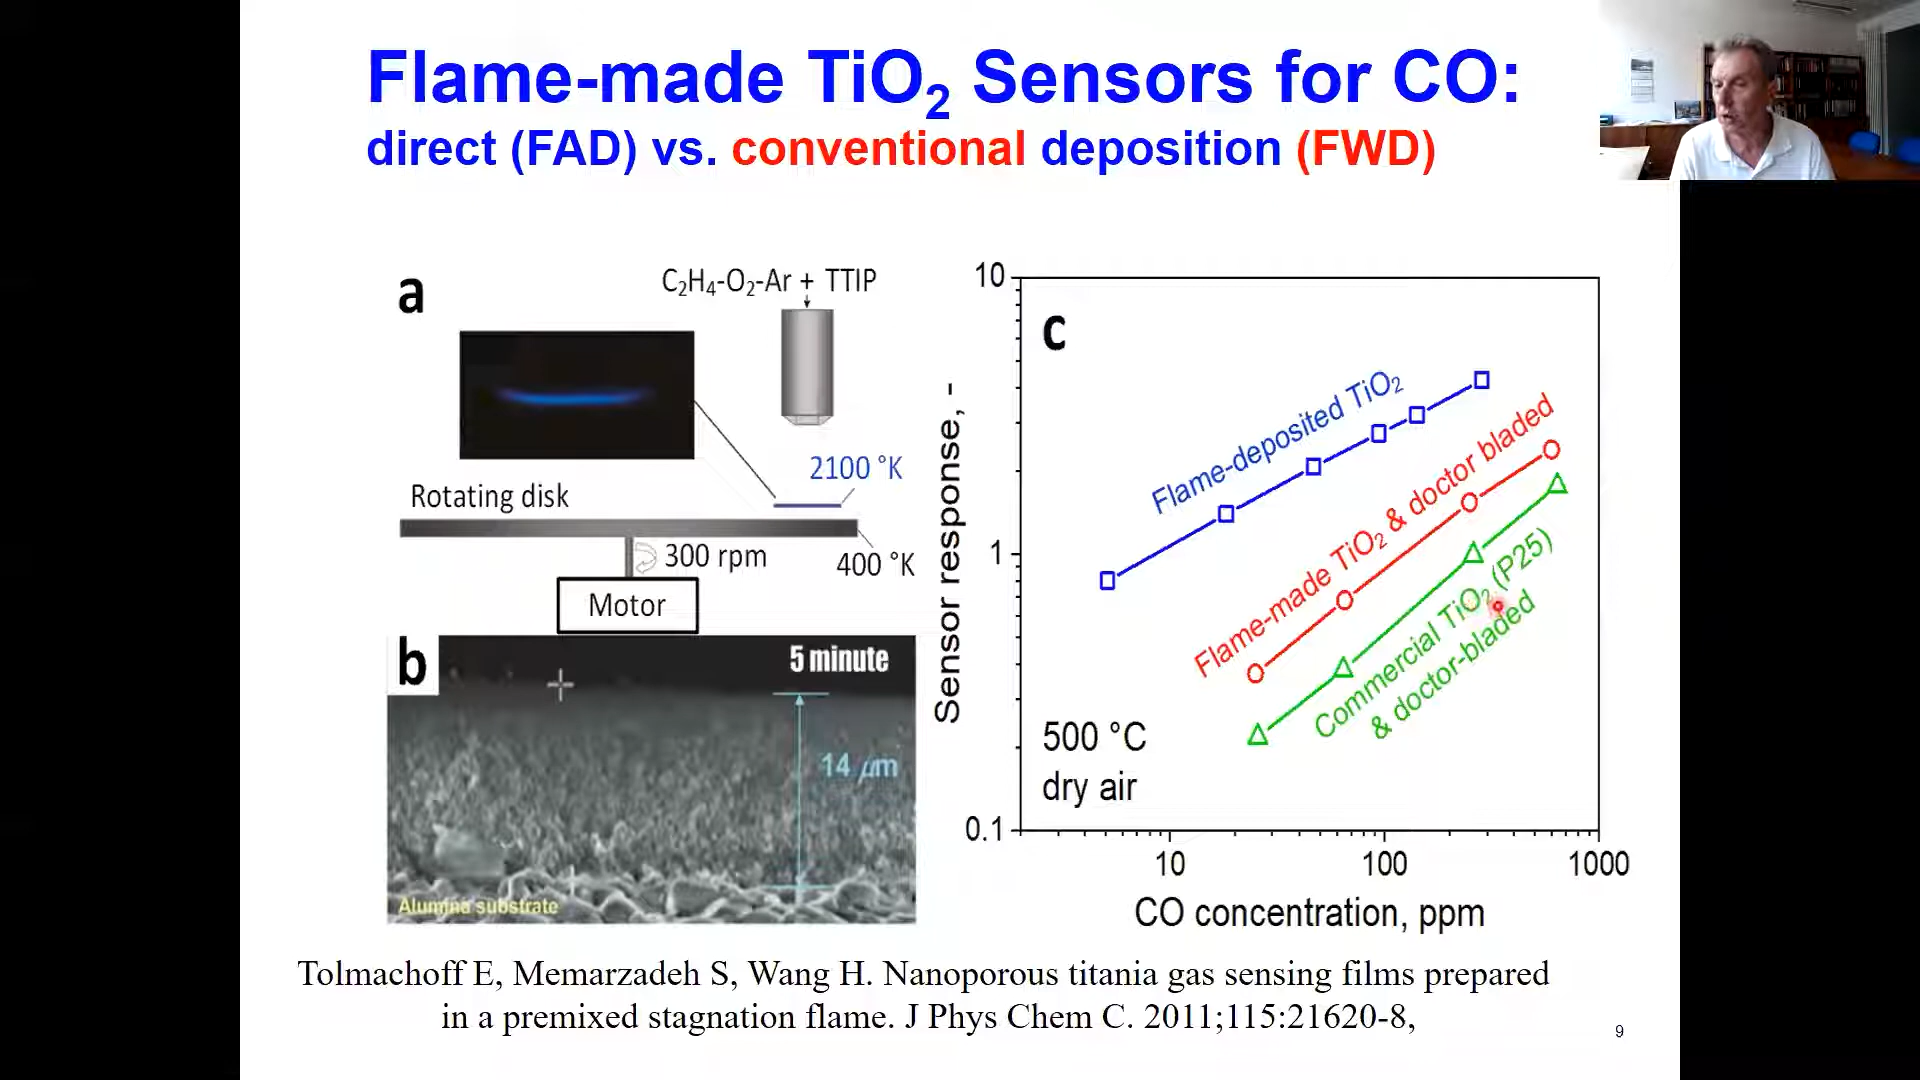 Flame-made TiO₂ Sensors for CO:
direct (FAD) vs. conventional deposition (FWD)
a
C₂H₄-O₂-Ar + TTIP
2100 °K
Rotating disk
300 rpm
400 °K
Motor
b
5 minute
14 μm
Alumina substrate
c
10
1
0.1
Sensor response, -
Flame-deposited TiO₂
Flame-made TiO₂ & doctor bladed
Commercial TiO₂ (P25)
& doctor-bladed
500 °C
dry air
10 100 1000
CO concentration, ppm
Tolmachoff E, Memarzadeh S, Wang H. Nanoporous titania gas sensing films prepared
in a premixed stagnation flame. J Phys Chem C. 2011;115:21620-8,
9